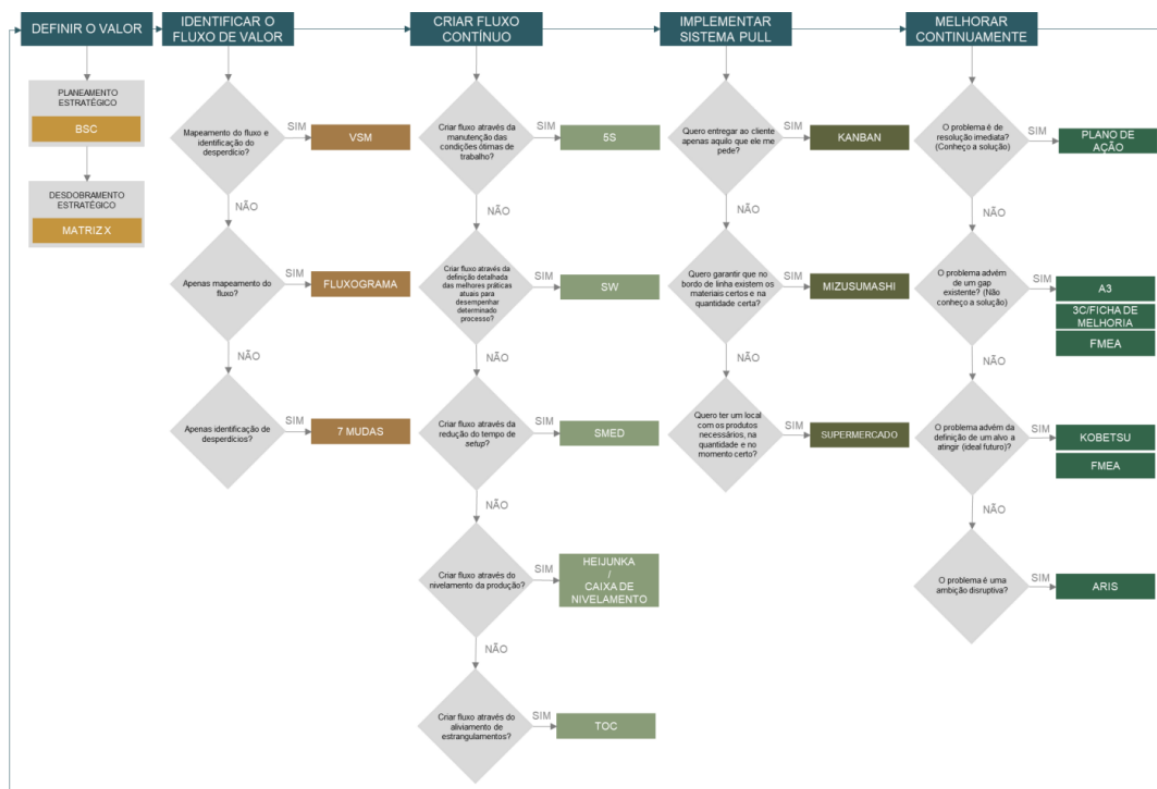 DEFINIR O VALOR
IDENTIFICAR O
FLUXO DE VALOR
CRIAR FLUXO
CONTÍNUO
IMPLEMENTAR
SISTEMA PULL
MELHORAR
CONTINUAMENTE
PLANEAMENTO
ESTRATÉGICO
BSC
DESDOBRAMENTO
ESTRATÉGICO
MATRIZ X
Mapeamento do fluxo e
identificação do
desperdício?
SIM
VSM
NÃO
Apenas mapeamento do
fluxo?
SIM
FLUXOGRAMA
NÃO
Apenas identificação de
desperdícios?
SIM
7 MUDAS
Criar fluxo através da
manutenção das
condições ótimas de
trabalho?
SIM
5S
NÃO
Criar fluxo através da
definição detalhada
das melhores práticas
atuais para
desempenhar
determinado processo?
SIM
SW
NÃO
Criar fluxo através da
redução do tempo de
setup?
SIM
SMED
NÃO
Criar fluxo através do
nivelamento da produção?
SIM
HEIJUNKA
/
CAIXA DE
NIVELAMENTO
NÃO
Criar fluxo através do
aliviamento de
estrangulamentos?
SIM
TOC
Quero entregar ao cliente
apenas aquilo que ele me
pede?
SIM
KANBAN
NÃO
Quero garantir que no
bordo de linha existem os
materiais certos e na
quantidade certa?
SIM
MIZUSUMASHI
NÃO
Quero ter um local
com os produtos
necessários, na
quantidade e no
momento certo?
SIM
SUPERMERCADO
O problema é de
resolução imediata?
(Conheço a solução)
SIM
PLANO DE
AÇÃO
NÃO
O problema advém
de um gap
existente? (Não
conheço a solução)
SIM
A3
3C/FICHA DE
MELHORIA
FMEA
NÃO
O problema advém da
definição de um alvo a
atingir (ideal futuro)?
SIM
KOBETSU
FMEA
NÃO
O problema é uma
ambição disruptiva?
SIM
ARIS